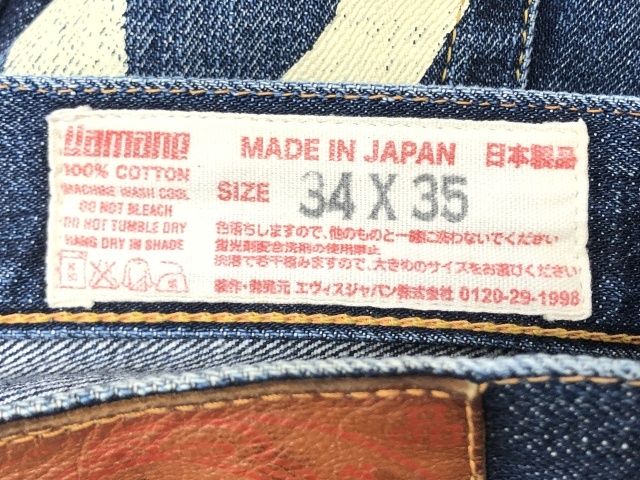 Yamane
100% COTTON
MACHINE WASH COOL
DO NOT BLEACH
DO NOT TUMBLE DRY
HANG DRY IN SHADE
MADE IN JAPAN 日本製品
SIZE 34 X 35
色落ちしますので、他のものと一緒に洗わないでください
蛍光剤配合洗剤の使用禁止
洗濯で若干縮みますので、大きめのサイズをお選びください
製作・発売元 エヴィスジャパン株式会社 0120-29-1998